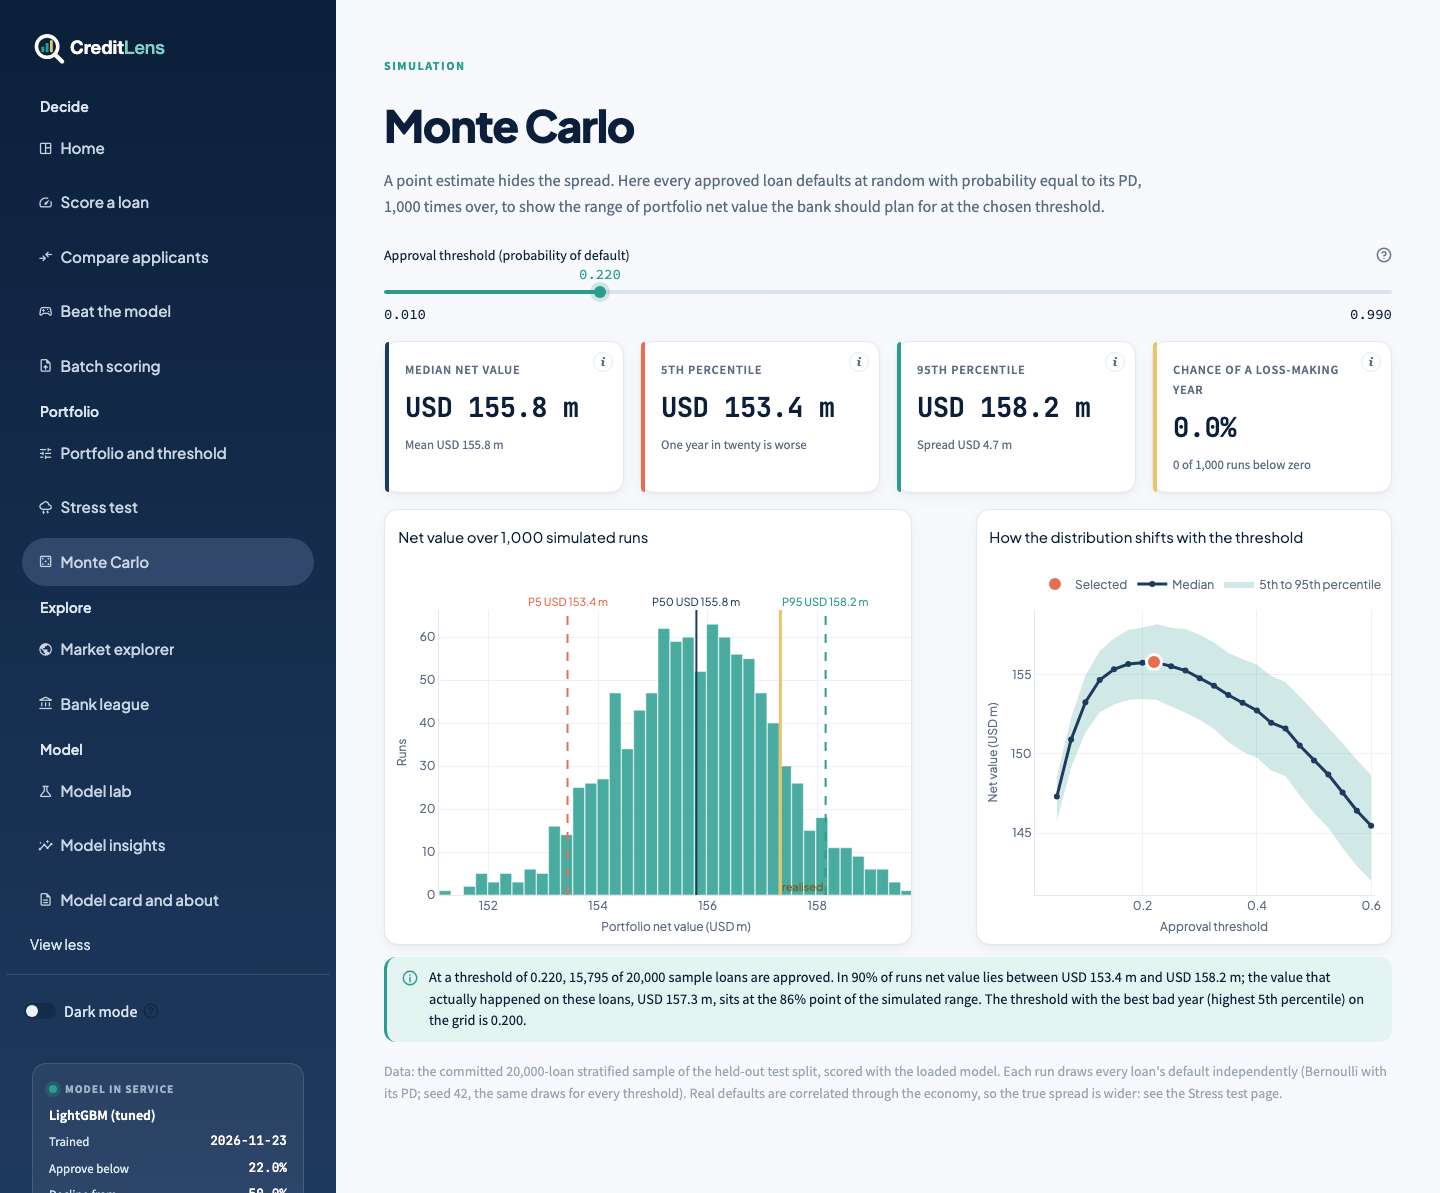 CreditLens
Decide
Home
Score a loan
Compare applicants
Beat the model
Batch scoring
Portfolio
Portfolio and threshold
Stress test
Monte Carlo
Explore
Market explorer
Bank league
Model
Model lab
Model insights
Model card and about
View less
Dark mode
MODEL IN SERVICE
LightGBM (tuned)
Trained 2026-11-23
Approve below 22.0%
SIMULATION
Monte Carlo
A point estimate hides the spread. Here every approved loan defaults at random with probability equal to its PD,
1,000 times over, to show the range of portfolio net value the bank should plan for at the chosen threshold.
Approval threshold (probability of default)
0.220
0.010 0.990
MEDIAN NET VALUE
USD 155.8 m
Mean USD 155.8 m
5TH PERCENTILE
USD 153.4 m
One year in twenty is worse
95TH PERCENTILE
USD 158.2 m
Spread USD 4.7 m
CHANCE OF A LOSS-MAKING
YEAR
0.0%
0 of 1,000 runs below zero
Net value over 1,000 simulated runs
P5 USD 153.4 m P50 USD 155.8 m P95 USD 158.2 m
60
50
40
30
20
10
0
Runs
realised
152 154 156 158
Portfolio net value (USD m)
How the distribution shifts with the threshold
Selected Median 5th to 95th percentile
155
150
145
Net value (USD m)
0.2 0.4 0.6
Approval threshold
At a threshold of 0.220, 15,795 of 20,000 sample loans are approved. In 90% of runs net value lies between USD 153.4 m and USD 158.2 m; the value that
actually happened on these loans, USD 157.3 m, sits at the 86% point of the simulated range. The threshold with the best bad year (highest 5th percentile) on
the grid is 0.200.
Data: the committed 20,000-loan stratified sample of the held-out test split, scored with the loaded model. Each run draws every loan's default independently (Bernoulli with
its PD; seed 42, the same draws for every threshold). Real defaults are correlated through the economy, so the true spread is wider: see the Stress test page.